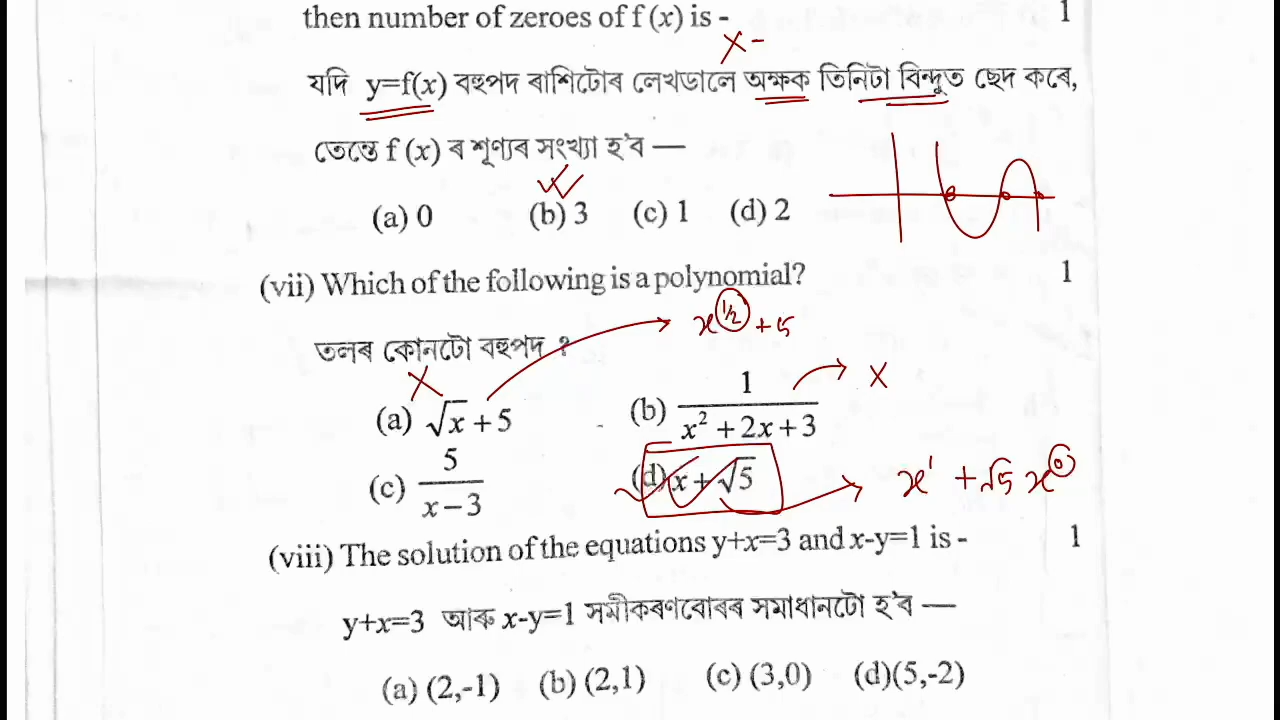 then number of zeroes of f (x) is - 1
x -
যদি y=f(x) বহুপদ ৰাশিটোৰ লেখডালে অক্ষক তিনিটা বিন্দুত ছেদ কৰে,
তেন্তে f (x) ৰ শূণ্যৰ সংখ্যা হ'ব —
(a) 0 (b) 3 (c) 1 (d) 2
(vii) Which of the following is a polynomial? 1
x^{1/2} + 5
তলৰ কোনটো বহুপদ ?
(a) √x + 5 (b) 1/(x² + 2x + 3) x
(c) 5/(x − 3) (d) x + √5 x¹ + √5 x⁰
(viii) The solution of the equations y+x=3 and x-y=1 is - 1
y+x=3 আৰু x-y=1 সমীকৰণবোৰৰ সমাধানটো হ'ব —
(a) (2,-1) (b) (2,1) (c) (3,0) (d)(5,-2)